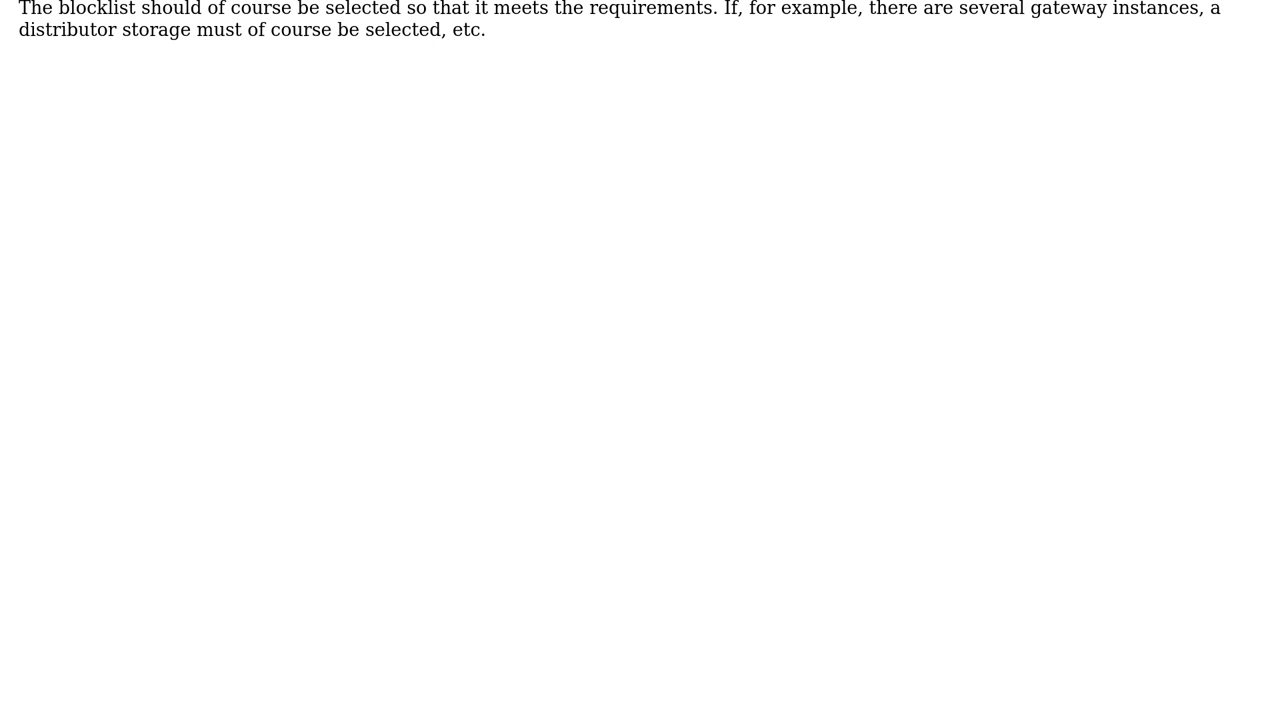 The blocklist should of course be selected so that it meets the requirements. If, for example, there are several gateway instances, a
distributor storage must of course be selected, etc.